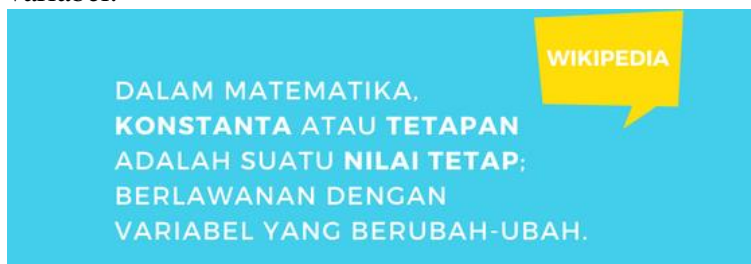 WIKIPEDIA
DALAM MATEMATIKA,
KONSTANTA ATAU TETAPAN
ADALAH SUATU NILAI TETAP;
BERLAWANAN DENGAN
VARIABEL YANG BERUBAH-UBAH.